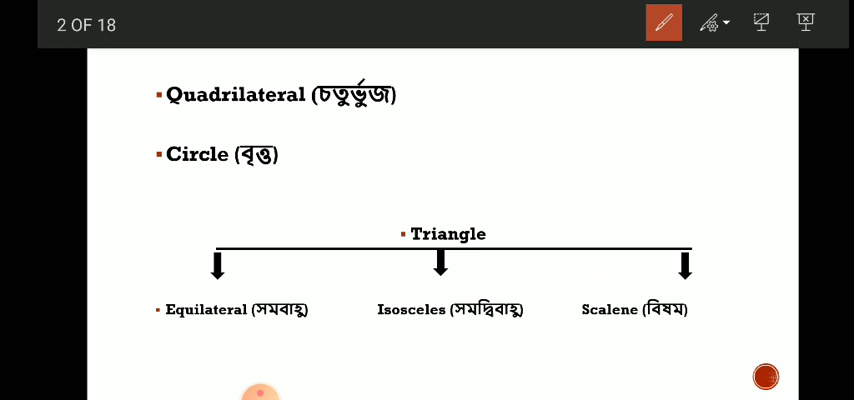 2 OF 18
▪ Quadrilateral (চতুর্ভুজ)
▪ Circle (বৃত্ত)
▪ Triangle
▪ Equilateral (সমবাহু) Isosceles (সমদ্বিবাহু) Scalene (বিষম)